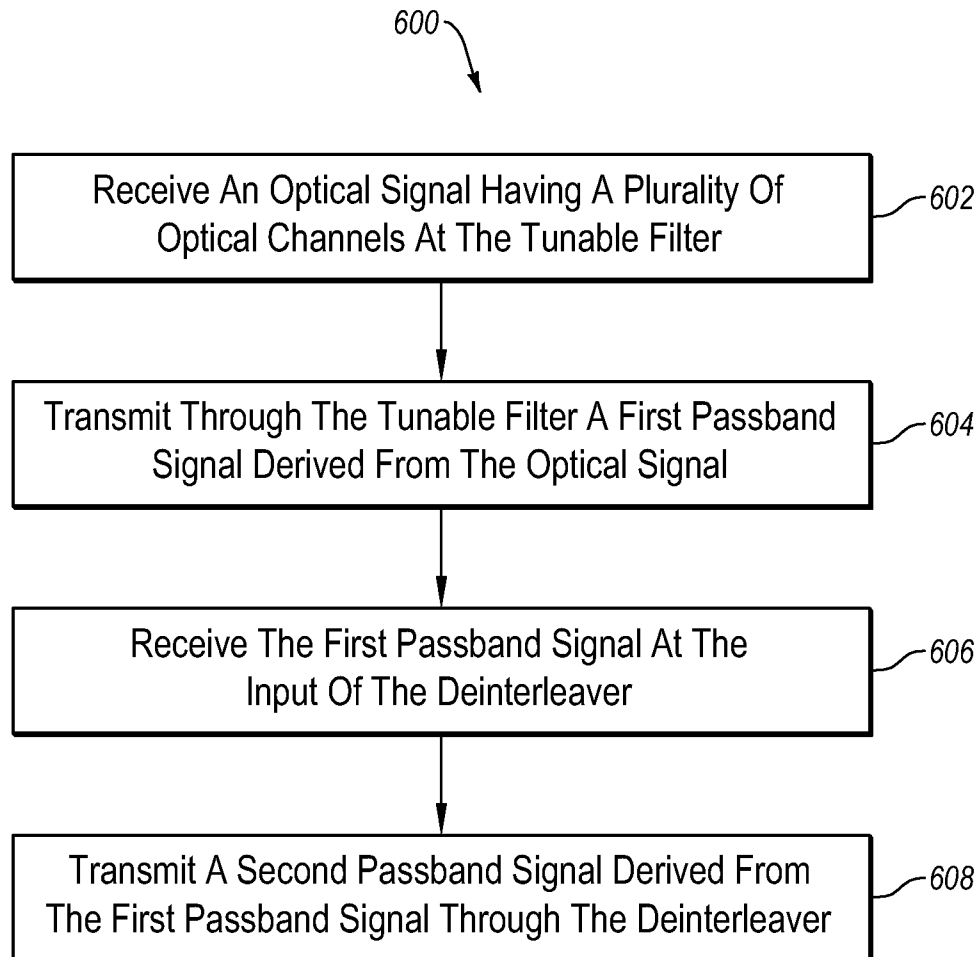 600
Receive An Optical Signal Having A Plurality Of
Optical Channels At The Tunable Filter
602
Transmit Through The Tunable Filter A First Passband
Signal Derived From The Optical Signal
604
Receive The First Passband Signal At The
Input Of The Deinterleaver
606
Transmit A Second Passband Signal Derived From
The First Passband Signal Through The Deinterleaver
608